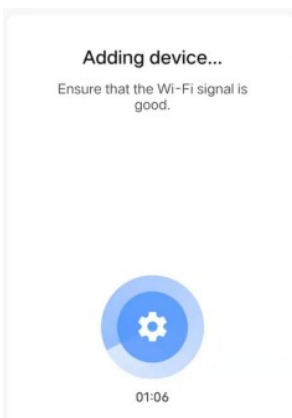 Adding device...
Ensure that the Wi-Fi signal is
good.
01:06